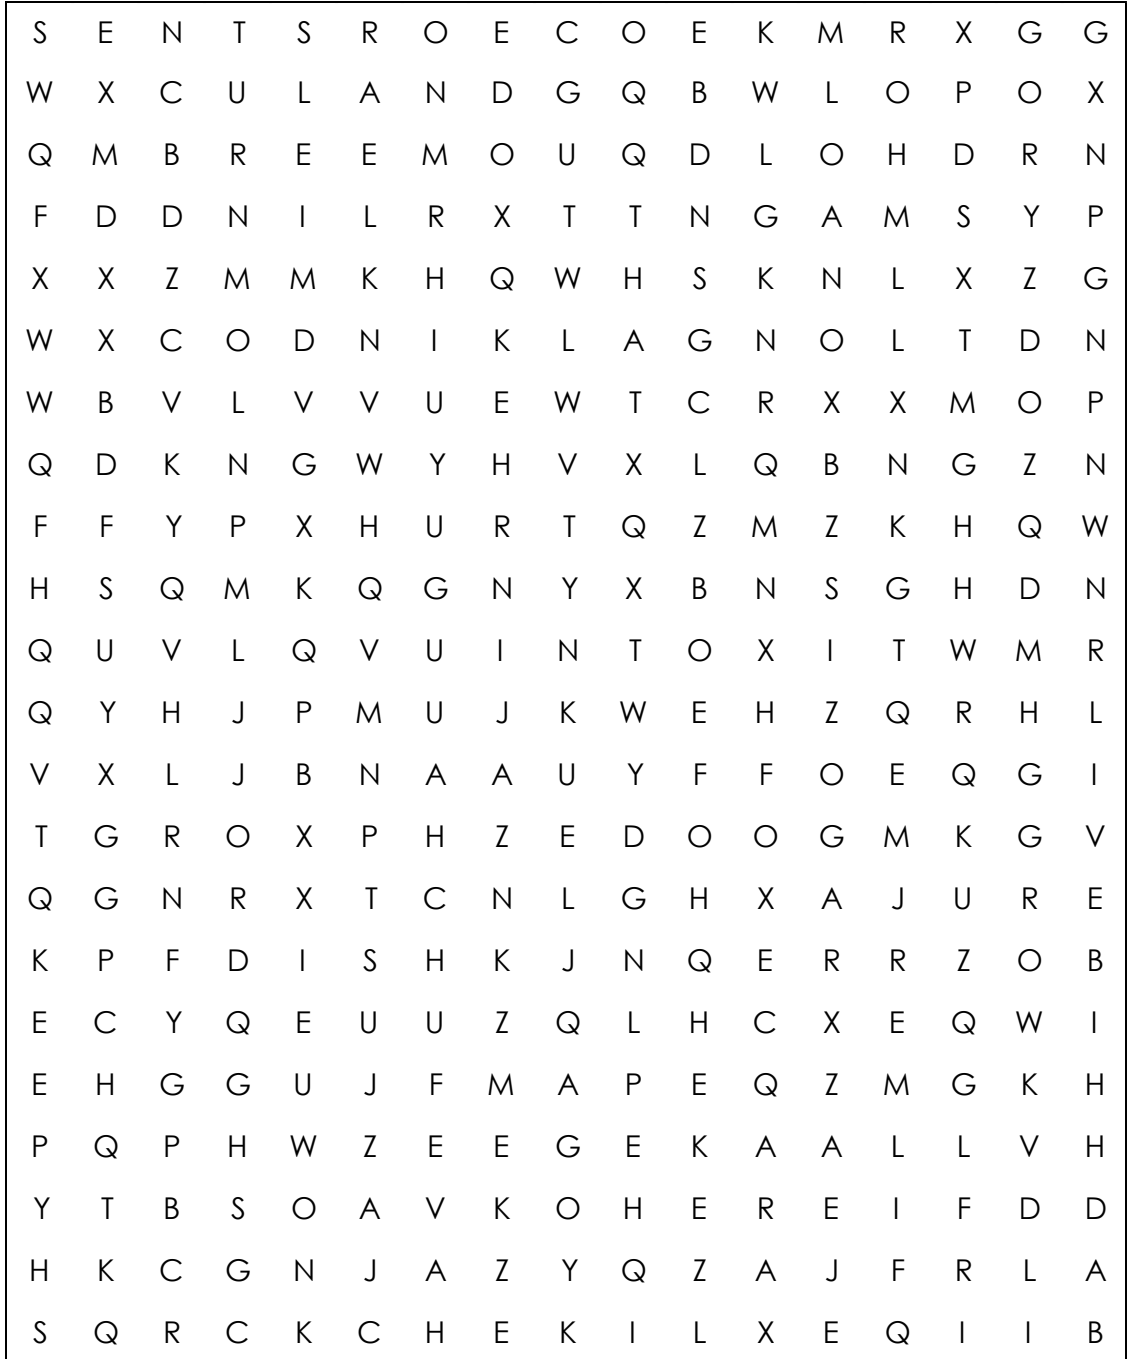 S E N T S R O E C O E K M R X G G
W X C U L A N D G Q B W L O P O X
Q M B R E E M O U Q D L O H D R N
F D D N I L R X T T N G A M S Y P
X X Z M M K H Q W H S K N L X Z G
W X C O D N I K L A G N O L T D N
W B V L V V U E W T C R X X M O P
Q D K N G W Y H V X L Q B N G Z N
F F Y P X H U R T Q Z M Z K H Q W
H S Q M K Q G N Y X B N S G H D N
Q U V L Q V U I N T O X I T W M R
Q Y H J P M U J K W E H Z Q R H L
V X L J B N A A U Y F F O E Q G I
T G R O X P H Z E D O O G M K G V
Q G N R X T C N L G H X A J U R E
K P F D I S H K J N Q E R R Z O B
E C Y Q E U U Z Q L H C X E Q W I
E H G G U J F M A P E Q Z M G K H
P Q P H W Z E E G E K A A L L V H
Y T B S O A V K O H E R E I F D D
H K C G N J A Z Y Q Z A J F R L A
S Q R C K C H E K I L X E Q I I B